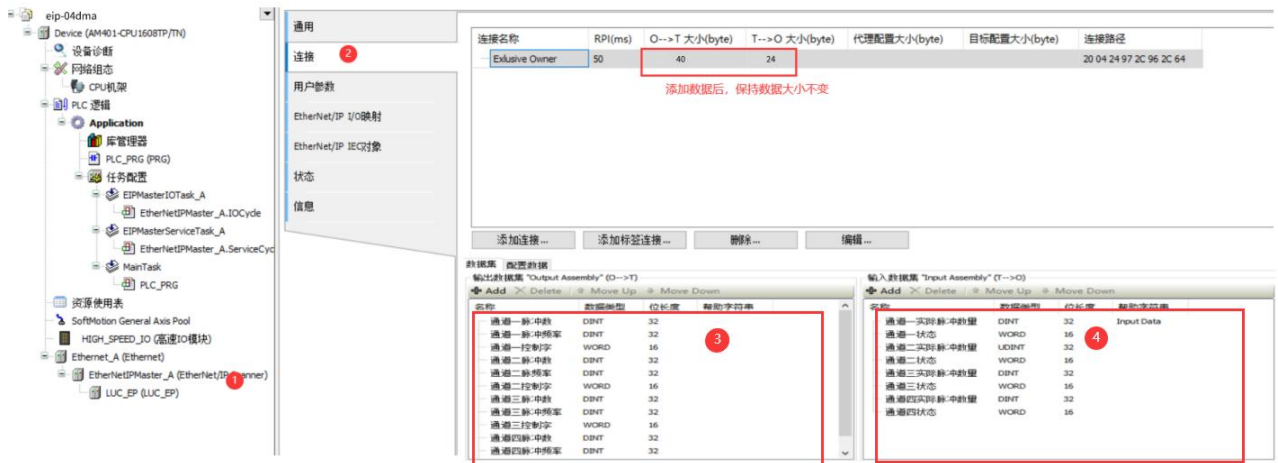 eip-04dma
Device (AM401-CPU1608TP/TN)
设备诊断
网络组态
CPU机架
PLC 逻辑
Application
库管理器
PLC_PRG (PRG)
任务配置
EIPMasterIOTask_A
EtherNetIPMaster_A.IOCycle
EIPMasterServiceTask_A
EtherNetIPMaster_A.ServiceCyc
MainTask
PLC_PRG
资源使用表
SoftMotion General Axis Pool
HIGH_SPEED_IO (高速IO模块)
Ethernet_A (Ethernet)
EtherNetIPMaster_A (EtherNet/IP Scanner)
1
LUC_EP (LUC_EP)
通用
连接 2
用户参数
EtherNet/IP I/O映射
EtherNet/IP IEC对象
状态
信息
连接名称 RPI(ms) O-->T 大小(byte) T-->O 大小(byte) 代理配置大小(byte) 目标配置大小(byte) 连接路径
Exlusive Owner 50 40 24 20 04 24 97 2C 96 2C 64
添加数据后，保持数据大小不变
添加连接... 添加标签连接... 删除... 编辑...
数据集 配置数据
输出数据集 "Output Assembly" (O-->T)
Add Delete Move Up Move Down
名称 数据类型 位长度 帮助字符串
通道一脉冲数 DINT 32
通道一脉冲频率 DINT 32
通道一控制字 WORD 16
通道二脉冲数 DINT 32
通道二脉频率 DINT 32
通道二控制字 WORD 16
通道三脉冲数 DINT 32
通道三脉冲频率 DINT 32
通道三控制字 WORD 16
通道四脉冲数 DINT 32
通道四脉冲频率 DINT 32
3
输入数据集 "Input Assembly" (T-->O)
Add Delete Move Up Move Down
名称 数据类型 位长度 帮助字符串
通道一实际脉冲数量 DINT 32 Input Data
通道一状态 WORD 16
通道二实际脉冲数量 UDINT 32
通道二状态 WORD 16
通道三实际脉冲数量 DINT 32
通道三状态 WORD 16
通道四实际脉冲数量 DINT 32
通道四状态 WORD 16
4